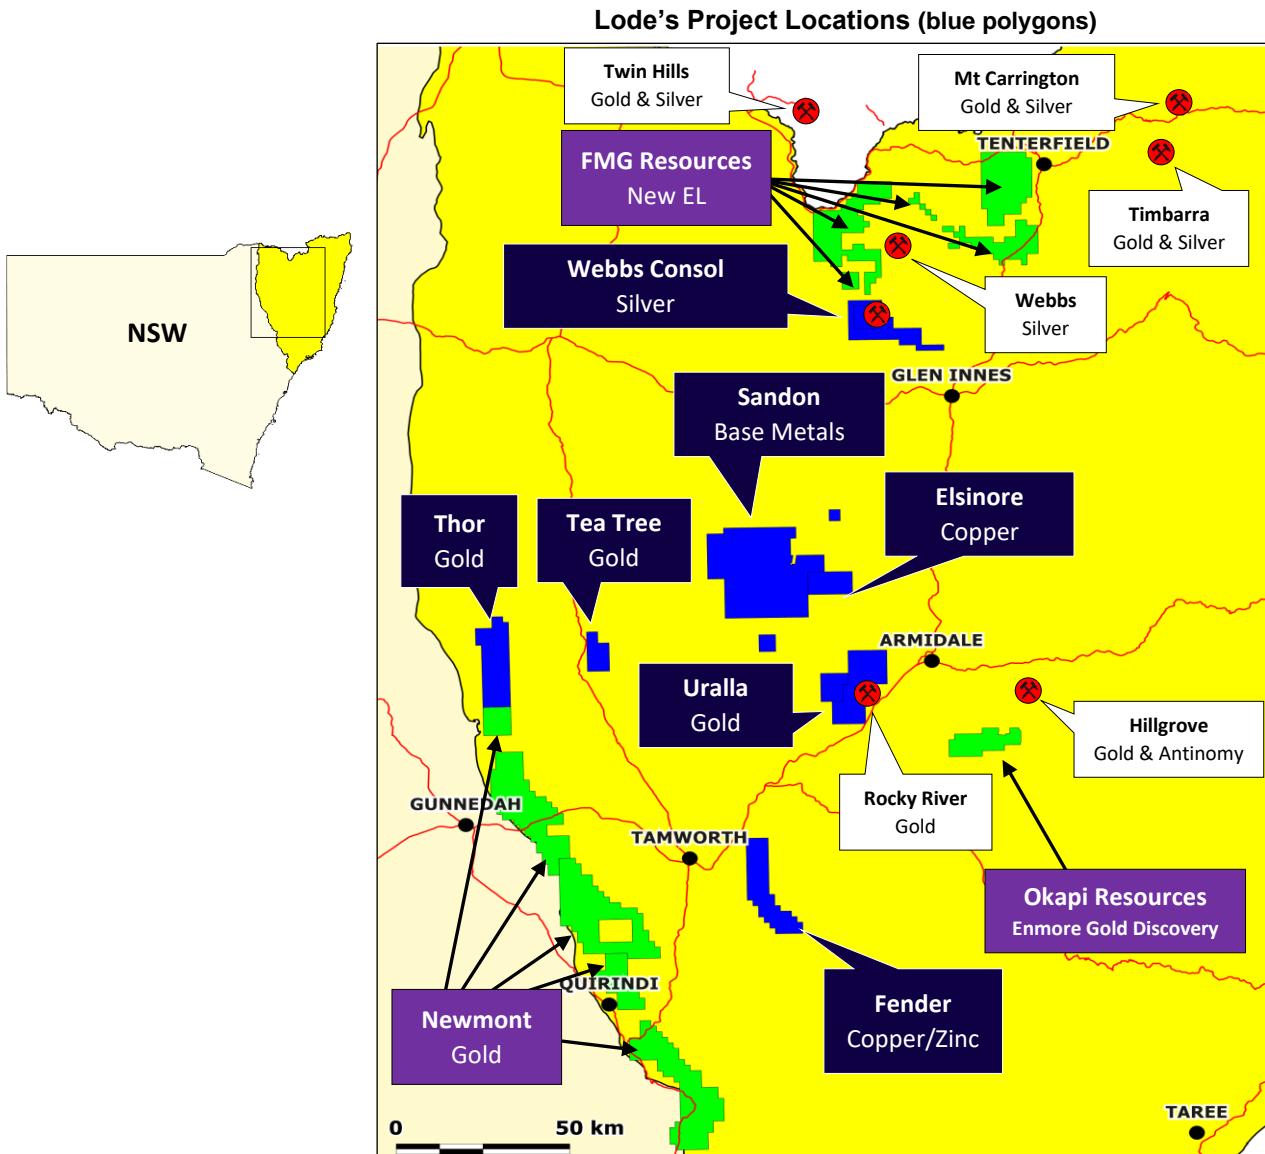 Lode's Project Locations (blue polygons)
Twin Hills
Gold & Silver
Mt Carrington
Gold & Silver
TENTERFIELD
FMG Resources
New EL
Timbarra
Gold & Silver
Webbs Consol
Silver
Webbs
Silver
NSW
GLEN INNES
Sandon
Base Metals
Elsinore
Copper
Thor
Gold
Tea Tree
Gold
ARMIDALE
Uralla
Gold
Hillgrove
Gold & Antinomy
Rocky River
Gold
GUNNEDAH
TAMWORTH
Okapi Resources
Enmore Gold Discovery
QUIRINDI
Newmont
Gold
Fender
Copper/Zinc
TAREE
0 50 km